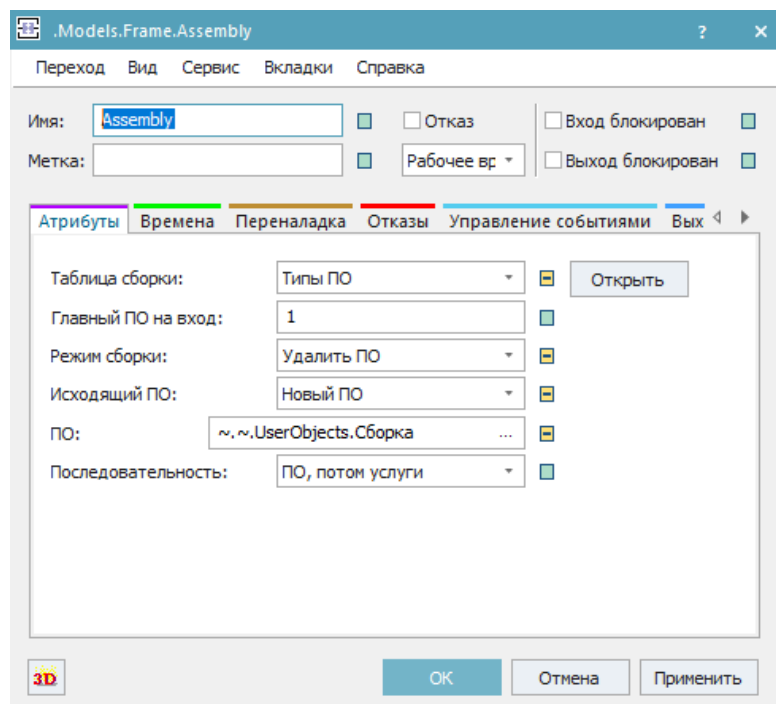 .Models.Frame.Assembly ? ×
Переход Вид Сервис Вкладки Справка
Имя: Assembly Отказ Вход блокирован
Метка: Рабочее вр Выход блокирован
Атрибуты Времена Переналадка Отказы Управление событиями Вых
Таблица сборки: Типы ПО Открыть
Главный ПО на вход: 1
Режим сборки: Удалить ПО
Исходящий ПО: Новый ПО
ПО: ~.~.UserObjects.Сборка ...
Последовательность: ПО, потом услуги
3D OK Отмена Применить